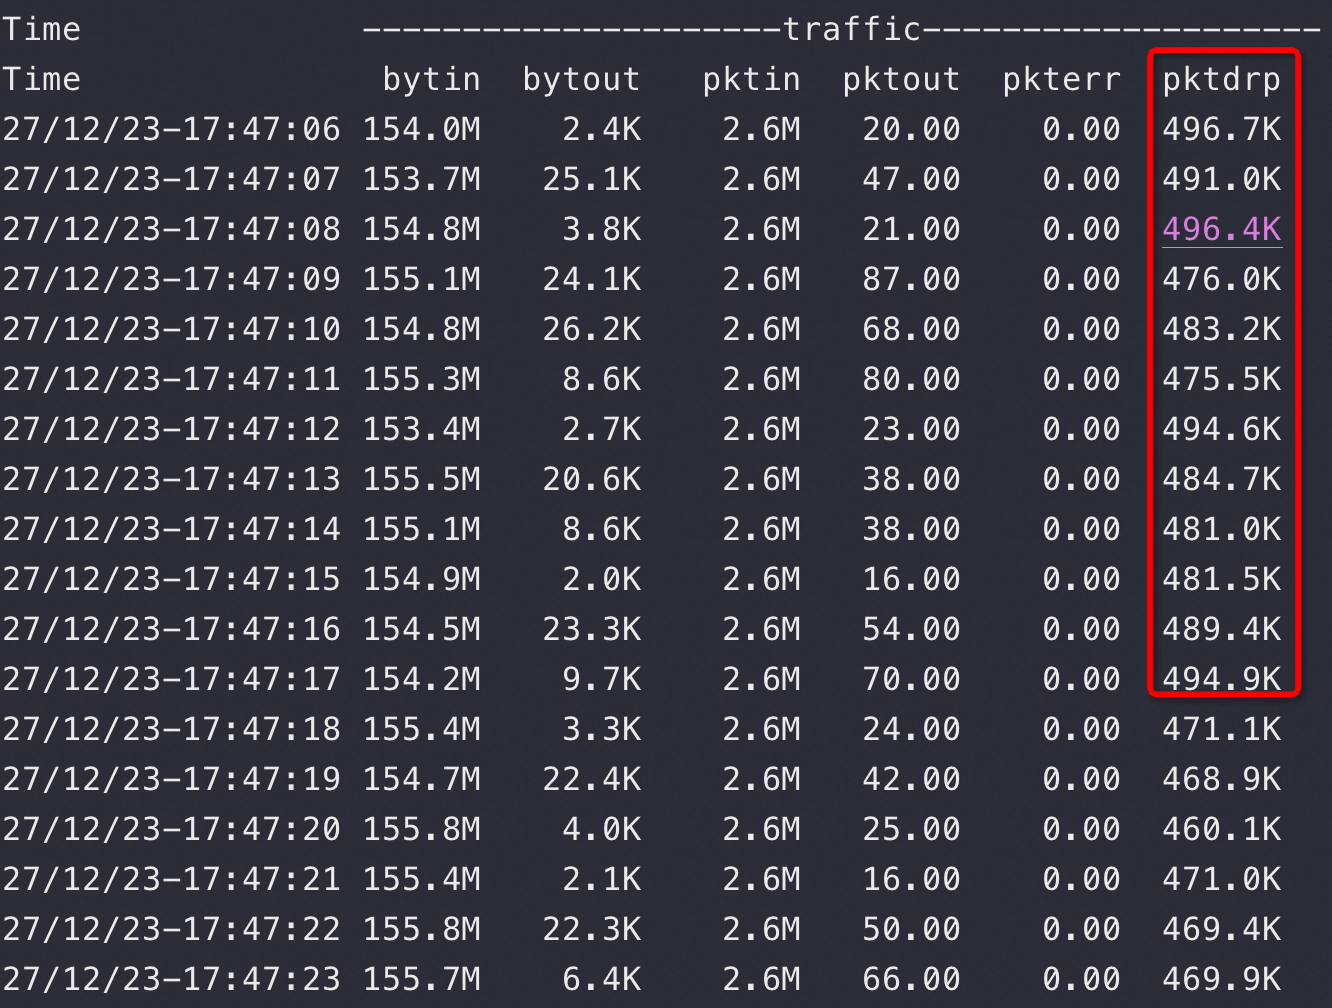 Time                  ---------------------traffic--------------------
Time               bytin  bytout   pktin  pktout  pkterr  pktdrp
27/12/23-17:47:06 154.0M    2.4K    2.6M   20.00    0.00  496.7K
27/12/23-17:47:07 153.7M   25.1K    2.6M   47.00    0.00  491.0K
27/12/23-17:47:08 154.8M    3.8K    2.6M   21.00    0.00  496.4K
27/12/23-17:47:09 155.1M   24.1K    2.6M   87.00    0.00  476.0K
27/12/23-17:47:10 154.8M   26.2K    2.6M   68.00    0.00  483.2K
27/12/23-17:47:11 155.3M    8.6K    2.6M   80.00    0.00  475.5K
27/12/23-17:47:12 153.4M    2.7K    2.6M   23.00    0.00  494.6K
27/12/23-17:47:13 155.5M   20.6K    2.6M   38.00    0.00  484.7K
27/12/23-17:47:14 155.1M    8.6K    2.6M   38.00    0.00  481.0K
27/12/23-17:47:15 154.9M    2.0K    2.6M   16.00    0.00  481.5K
27/12/23-17:47:16 154.5M   23.3K    2.6M   54.00    0.00  489.4K
27/12/23-17:47:17 154.2M    9.7K    2.6M   70.00    0.00  494.9K
27/12/23-17:47:18 155.4M    3.3K    2.6M   24.00    0.00  471.1K
27/12/23-17:47:19 154.7M   22.4K    2.6M   42.00    0.00  468.9K
27/12/23-17:47:20 155.8M    4.0K    2.6M   25.00    0.00  460.1K
27/12/23-17:47:21 155.4M    2.1K    2.6M   16.00    0.00  471.0K
27/12/23-17:47:22 155.8M   22.3K    2.6M   50.00    0.00  469.4K
27/12/23-17:47:23 155.7M    6.4K    2.6M   66.00    0.00  469.9K